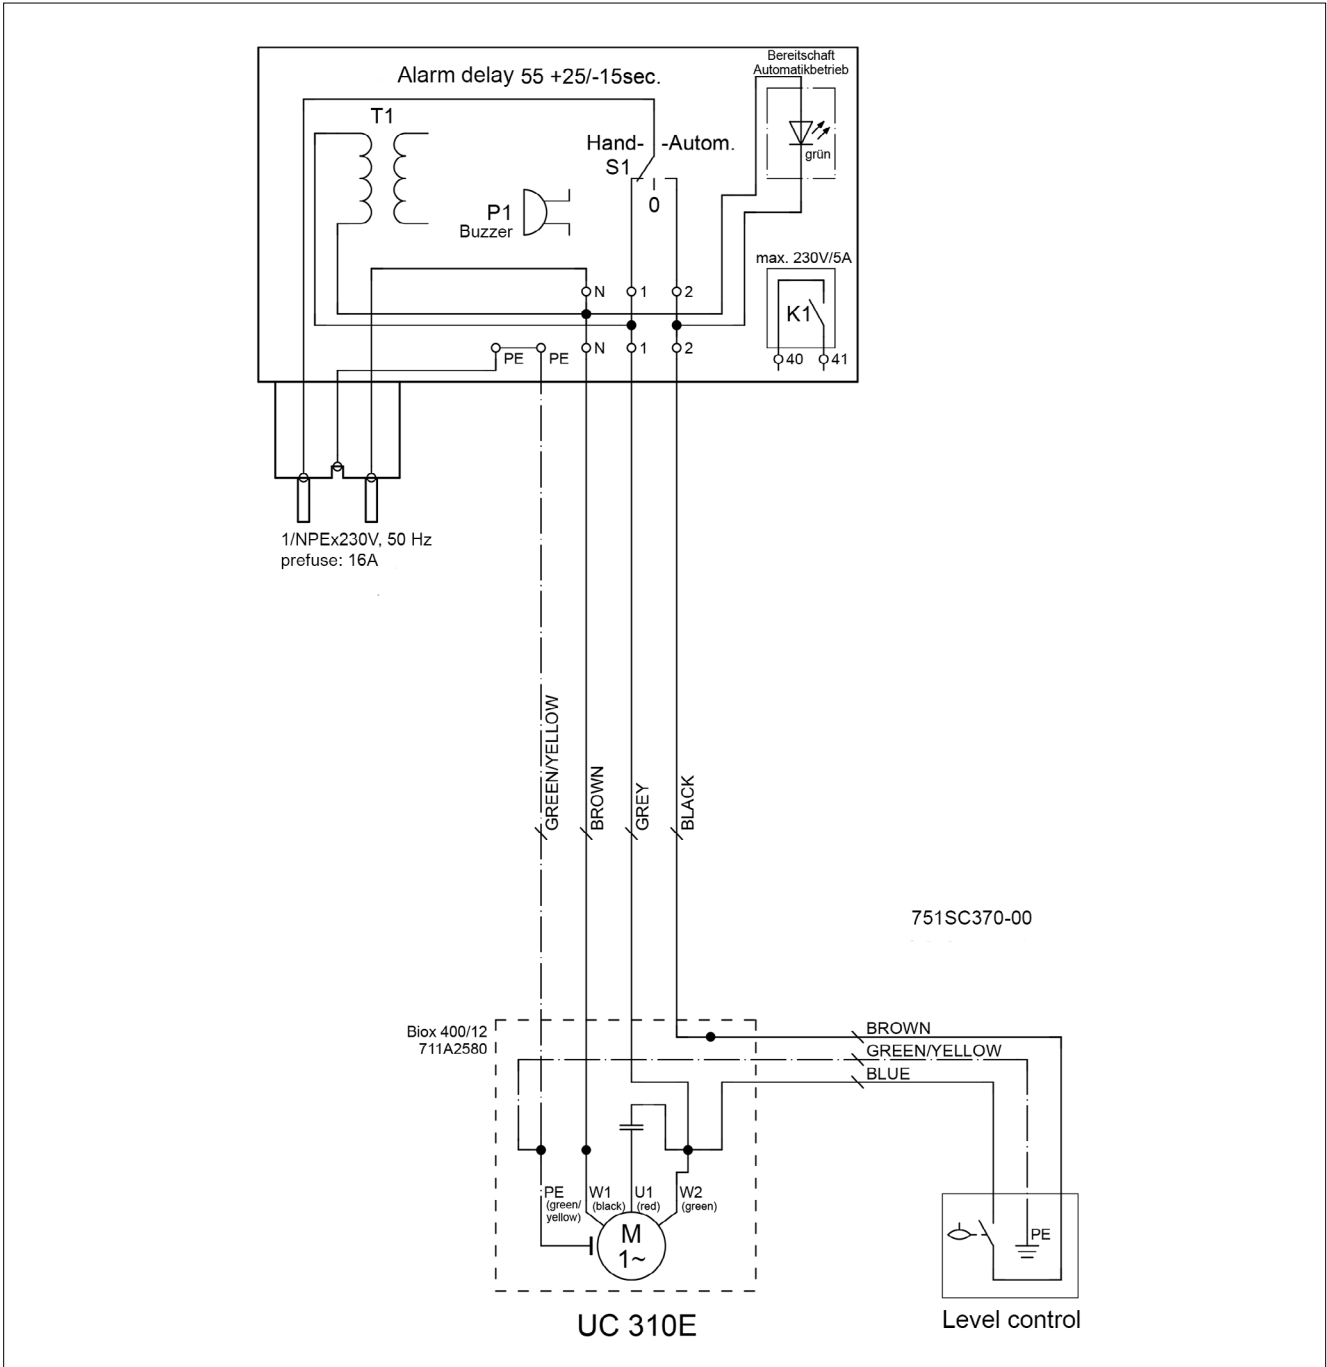 Bereitschaft
Automatikbetrieb
Alarm delay 55 +25/-15sec.
T1
Hand- -Autom.
S1
grün
0
P1
Buzzer
max. 230V/5A
N 1 2
K1
N 1 2
PE PE
40 41
1/NPEx230V, 50 Hz
prefuse: 16A
GREEN/YELLOW
BROWN
GREY
BLACK
751SC370-00
Biox 400/12
711A2580
BROWN
GREEN/YELLOW
BLUE
PE W1 U1 W2
(green/
yellow) (black) (red) (green)
M
1~
PE
UC 310E
Level control